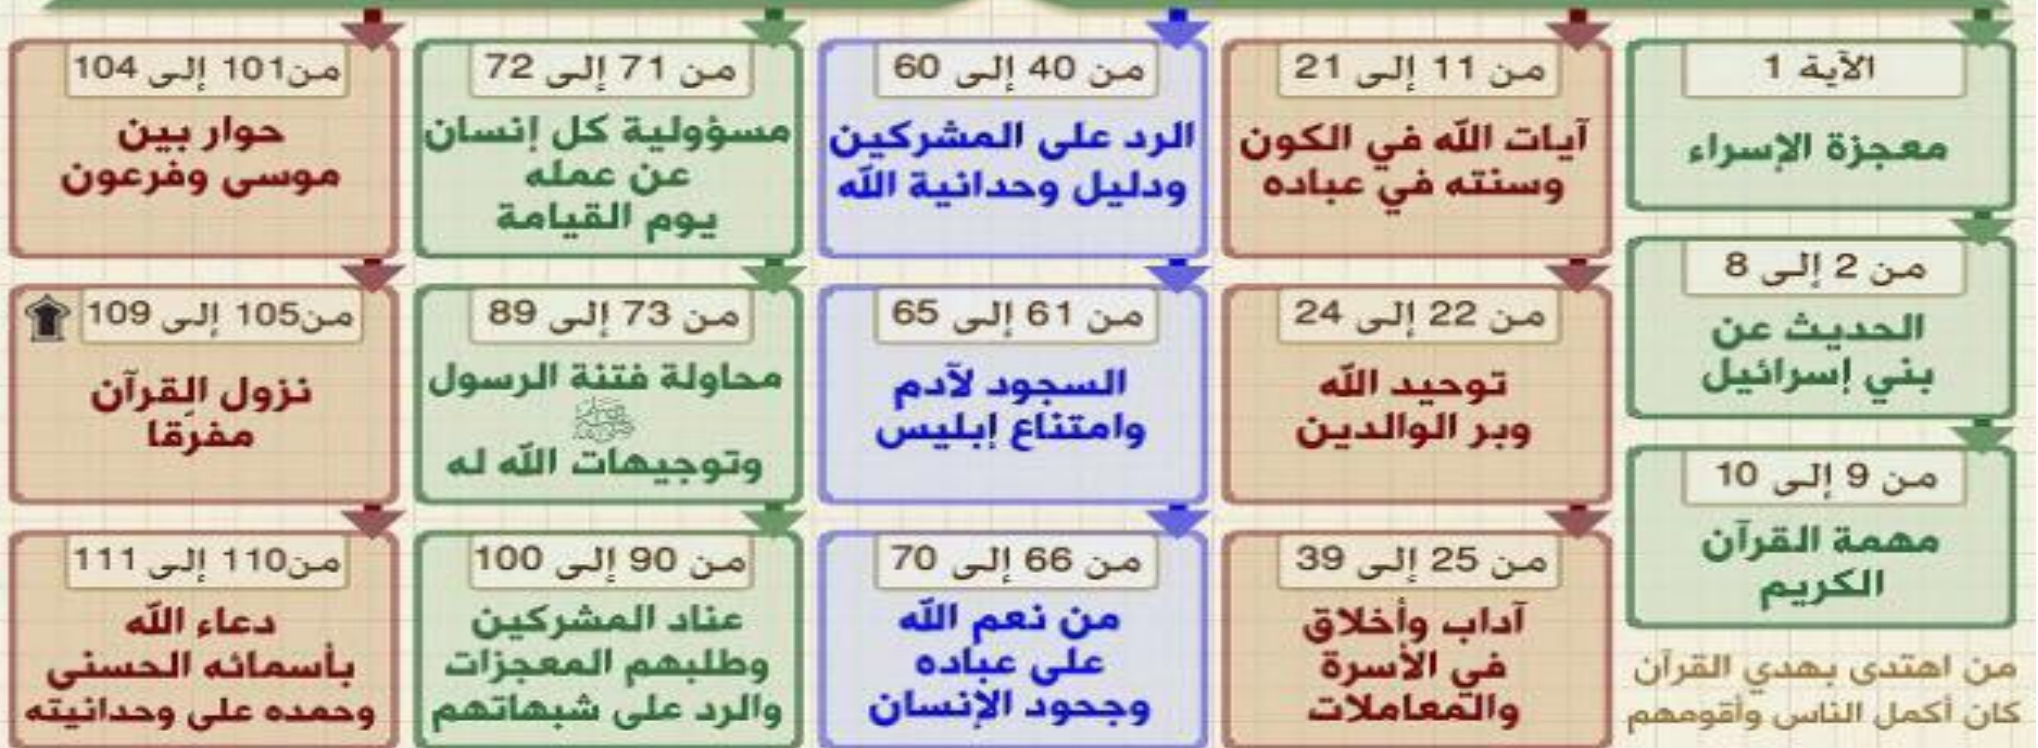 الآية 1
معجزة الإسراء
من 2 إلى 8
الحديث عن
بني إسرائيل
من 9 إلى 10
مهمة القرآن
الكريم
من اهتدى بهدي القرآن
كان أكمل الناس وأقومهم
من 11 إلى 21
آيات الله في الكون
وسنته في عباده
من 22 إلى 24
توحيد الله
وبر الوالدين
من 25 إلى 39
آداب وأخلاق
في الأسرة
والمعاملات
من 40 إلى 60
الرد على المشركين
ودليل وحدانية الله
من 61 إلى 65
السجود لآدم
وامتناع إبليس
من 66 إلى 70
من نعم الله
على عباده
وجحود الإنسان
من 71 إلى 72
مسؤولية كل إنسان
عن عمله
يوم القيامة
من 73 إلى 89
محاولة فتنة الرسول
ﷺ
وتوجيهات الله له
من 90 إلى 100
عناد المشركين
وطلبهم المعجزات
والرد على شبهاتهم
من101 إلى 104
حوار بين
موسى وفرعون
من105 إلى 109 ۩
نزول القرآن
مفرقا
من110 إلى 111
دعاء الله
بأسمائه الحسنى
وحمده على وحدانيته